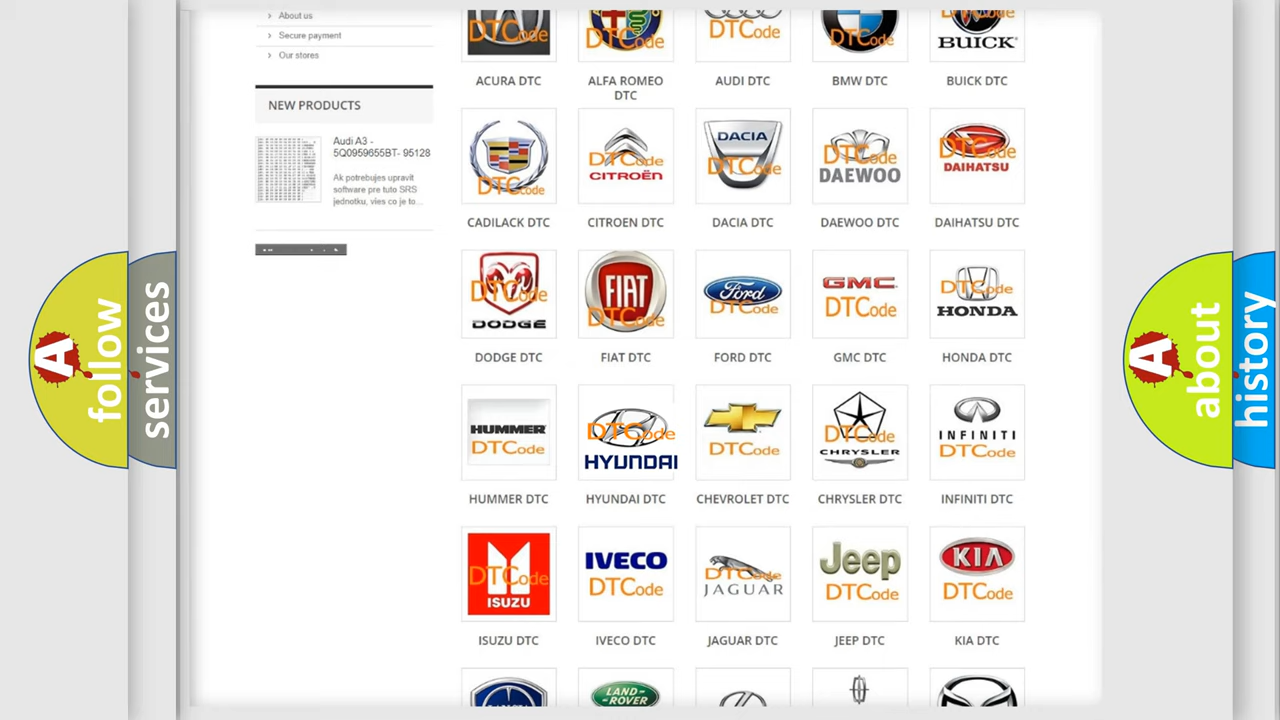 About us
Secure payment
Our stores
NEW PRODUCTS
Audi A3 -
5Q0959655BT- 95128
Ak potrebujes upravit
software pre tuto SRS
jednotku, vies co je to...
DTCode
DTCode
DTCode
DTCode
BUICK
ACURA DTC
ALFA ROMEO
DTC
AUDI DTC
BMW DTC
BUICK DTC
DTCode
DTCode
CITROËN
DACIA
DTCode
DTCode
DAEWOO
DTCode
DAIHATSU
CADILACK DTC
CITROEN DTC
DACIA DTC
DAEWOO DTC
DAIHATSU DTC
DTCode
DODGE
FIAT
DTCode
Ford
DTCode
GMC
DTCode
DTCode
HONDA
DODGE DTC
FIAT DTC
FORD DTC
GMC DTC
HONDA DTC
HUMMER
DTCode
DTCode
HYUNDAI
DTCode
DTCode
CHRYSLER
INFINITI
DTCode
HUMMER DTC
HYUNDAI DTC
CHEVROLET DTC
CHRYSLER DTC
INFINITI DTC
DTCode
ISUZU
IVECO
DTCode
DTCode
JAGUAR
Jeep
DTCode
KIA
DTCode
ISUZU DTC
IVECO DTC
JAGUAR DTC
JEEP DTC
KIA DTC
LAND-
ROVER
A
follow
services
A
about
history